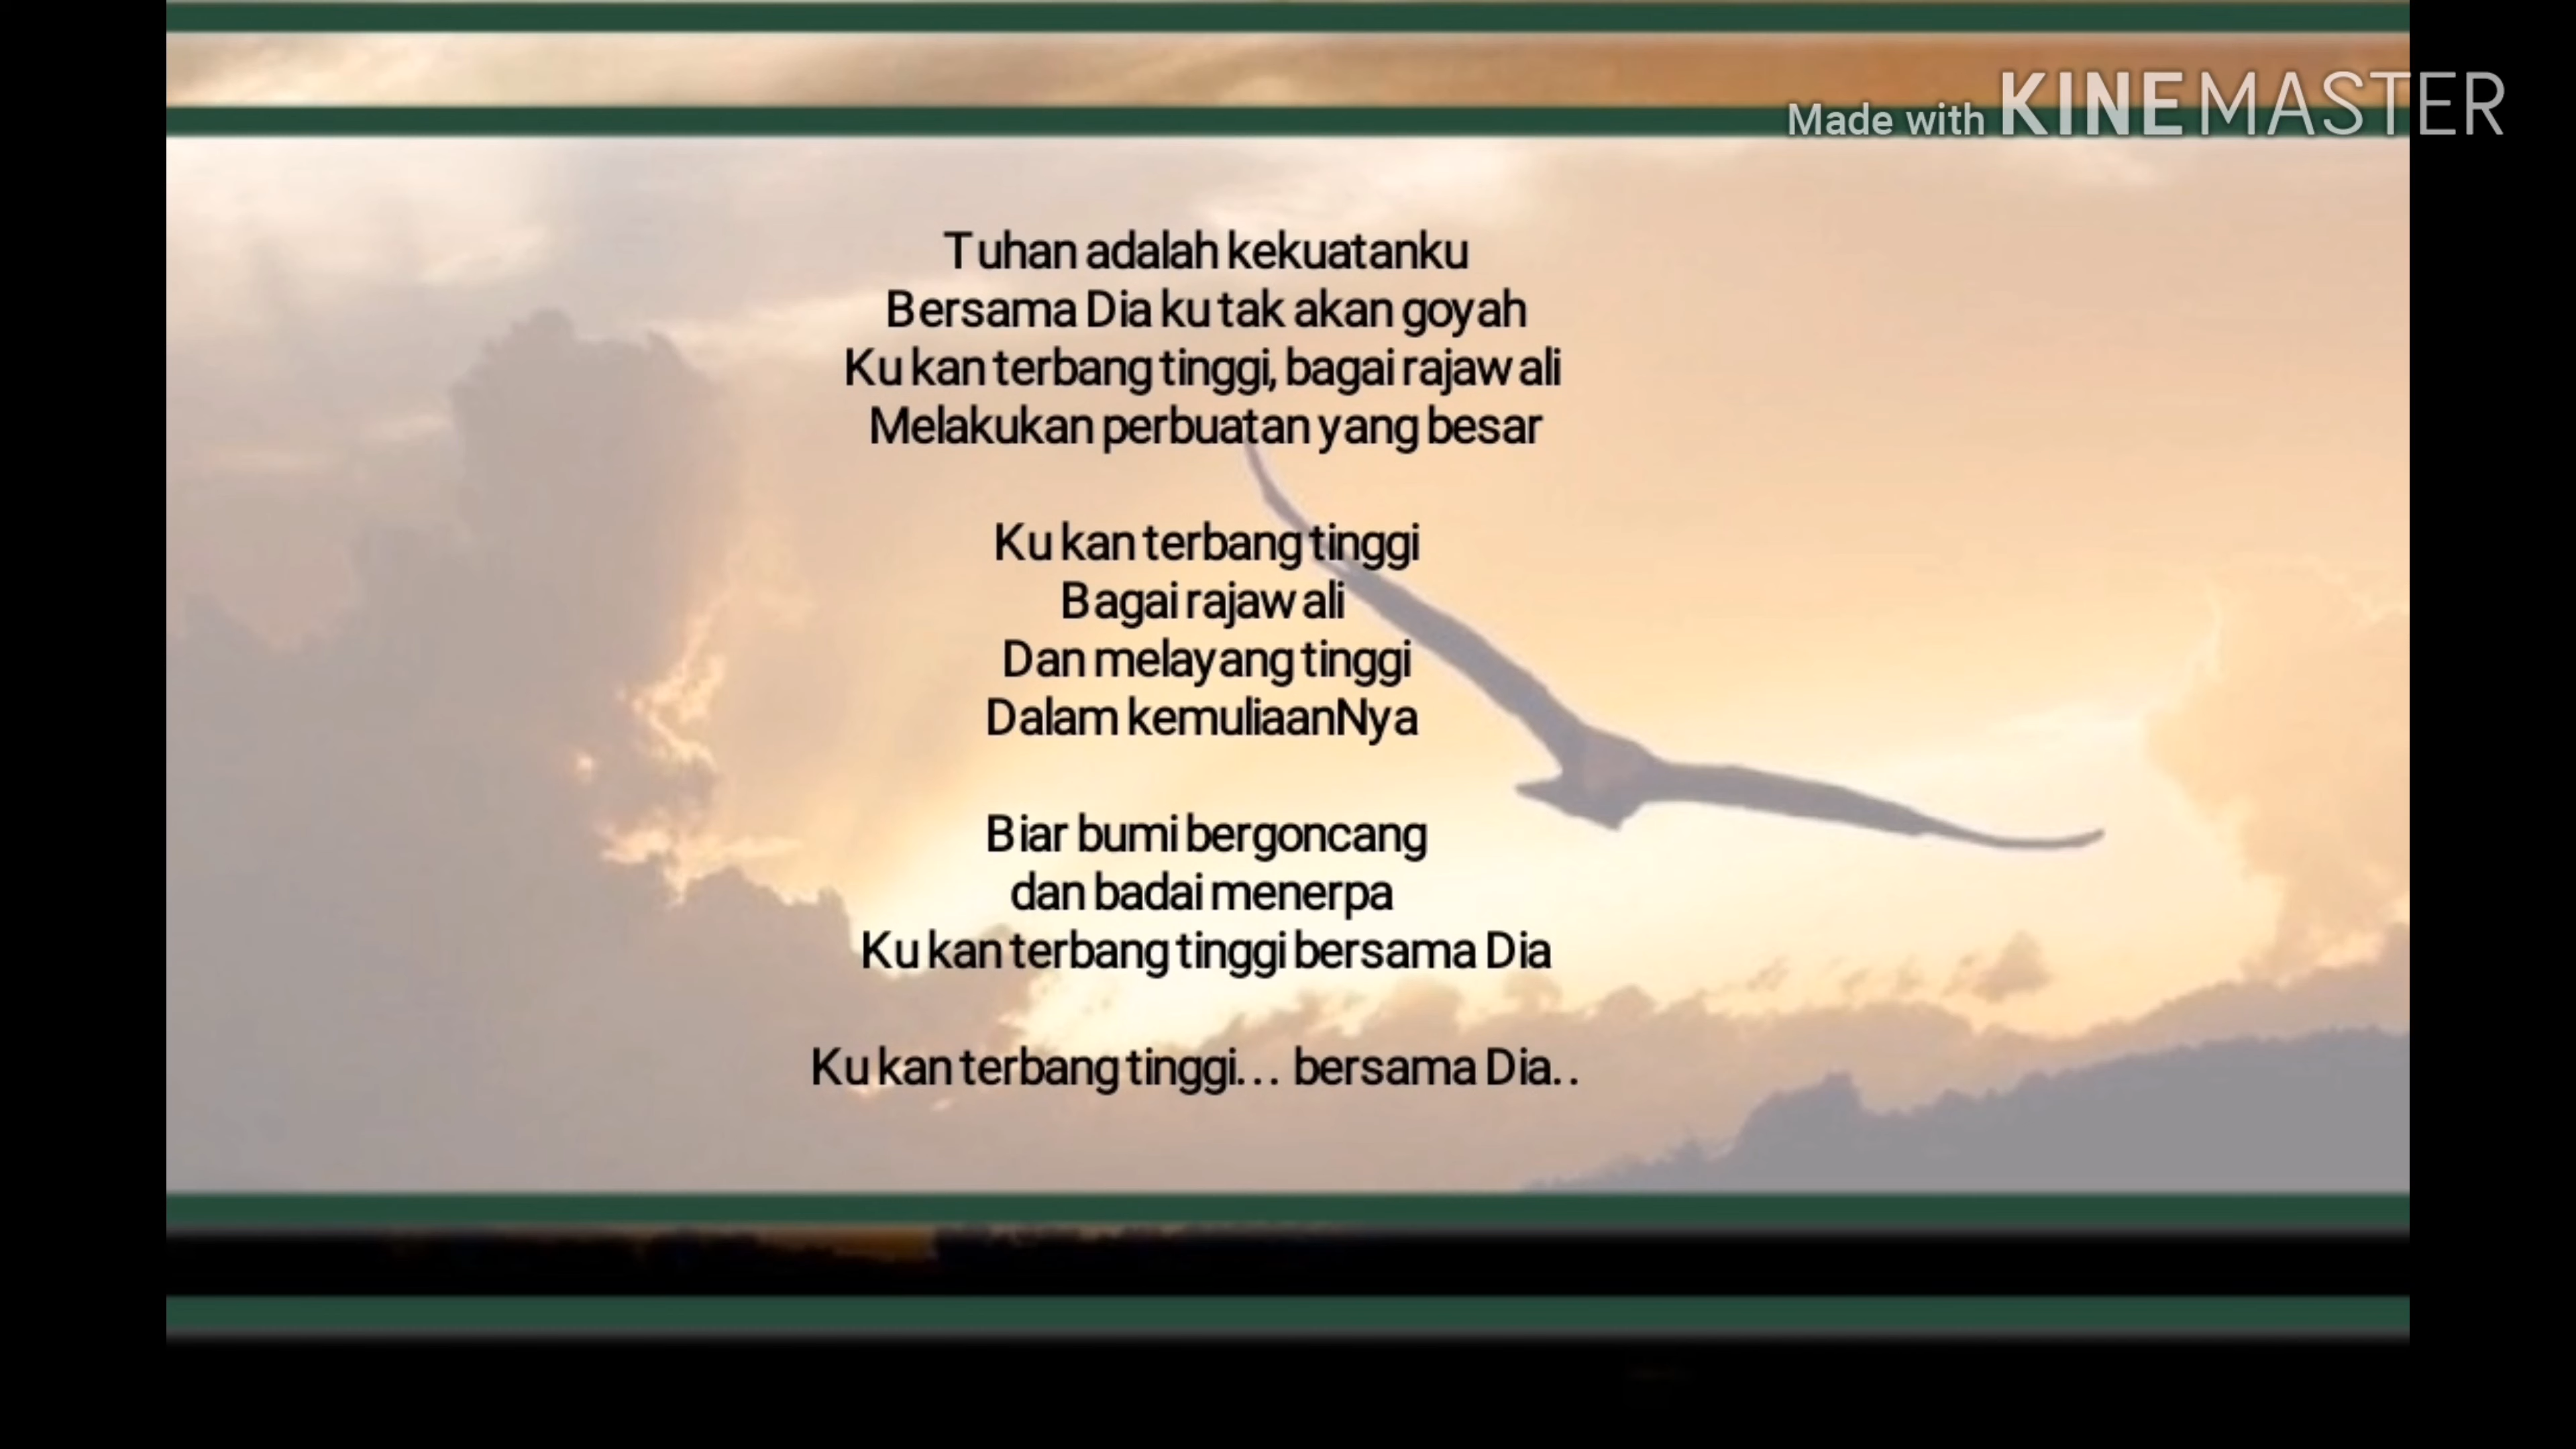 Made with KINEMASTER
Tuhan adalah kekuatanku
Bersama Dia ku tak akan goyah
Ku kan terbang tinggi, bagai rajawali
Melakukan perbuatan yang besar
Ku kan terbang tinggi
Bagai rajawali
Dan melayang tinggi
Dalam kemuliaanNya
Biar bumi bergoncang
dan badai menerpa
Ku kan terbang tinggi bersama Dia
Ku kan terbang tinggi... bersama Dia..